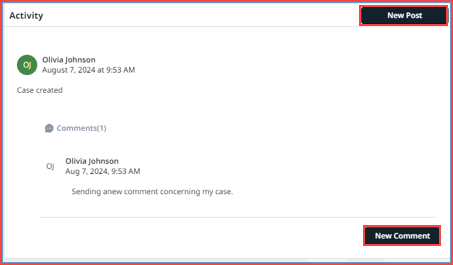 Activity
New Post
OJ
Olivia Johnson
August 7, 2024 at 9:53 AM
Case created
Comments(1)
OJ
Olivia Johnson
Aug 7, 2024, 9:53 AM
Sending anew comment concerning my case.
New Comment